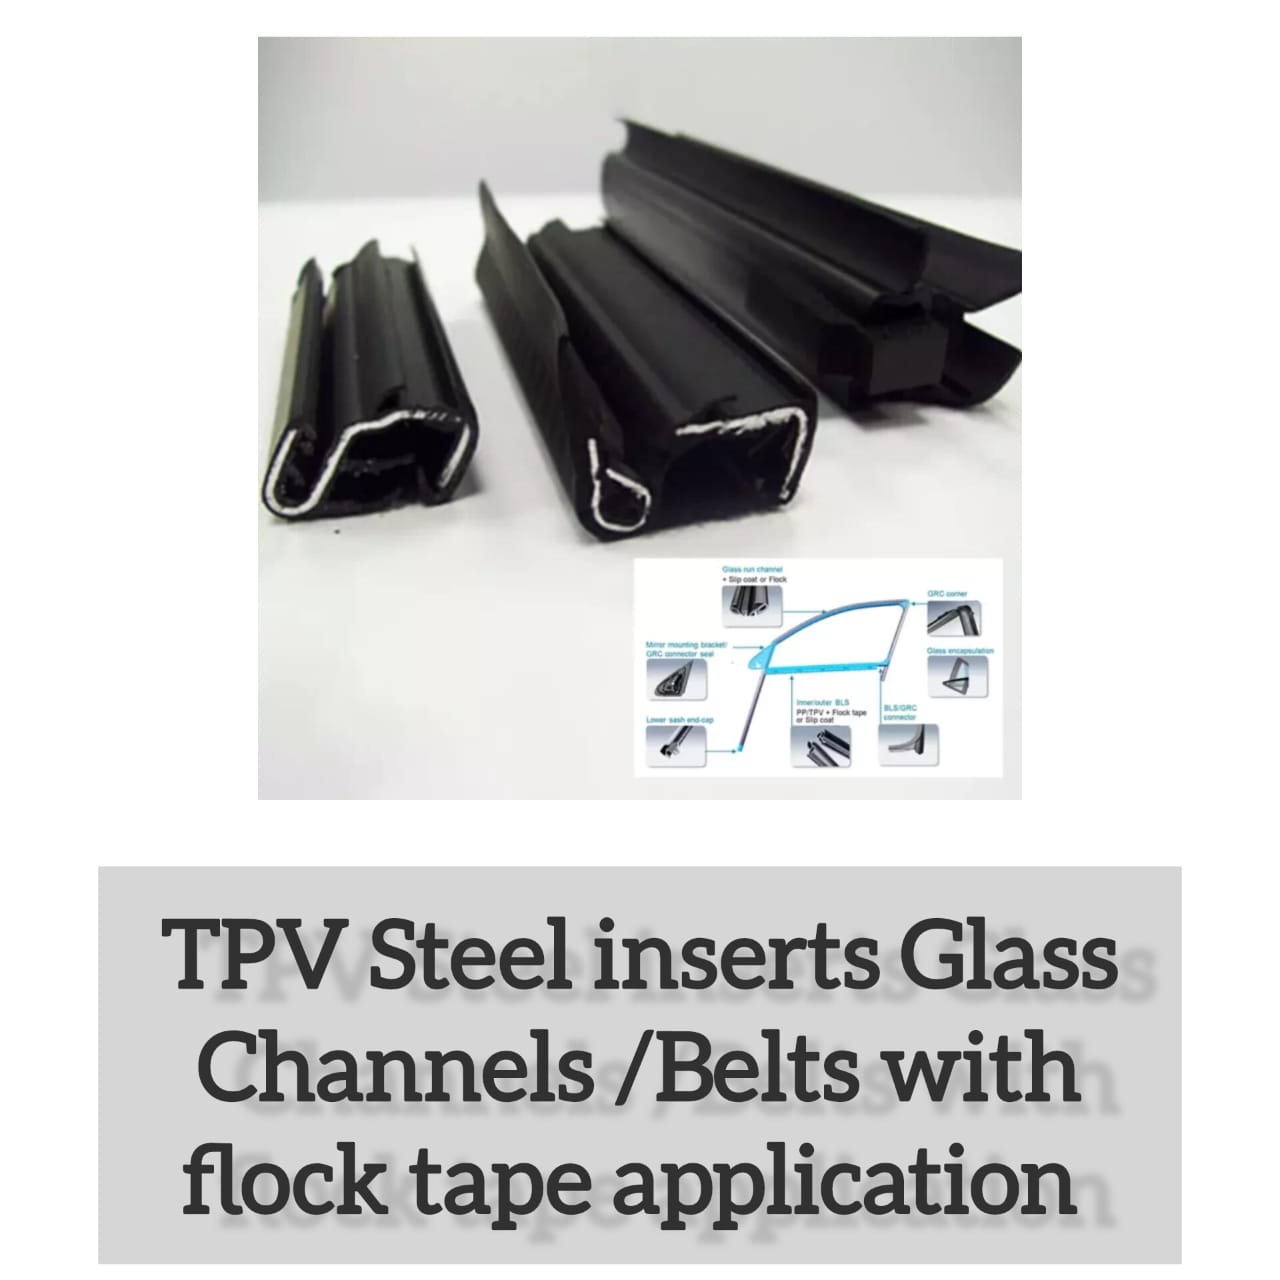 Glass run channel
+ Slip coat or Flock
GRC corner
Mirror mounting bracket/
GRC connector seal
Glass encapsulation
Inner/outer BLS
PP/TPV + Flock tape
or Slip coat
BLS/GRC
connector
Lower sash end-cap
TPV Steel inserts Glass
Channels /Belts with
flock tape application